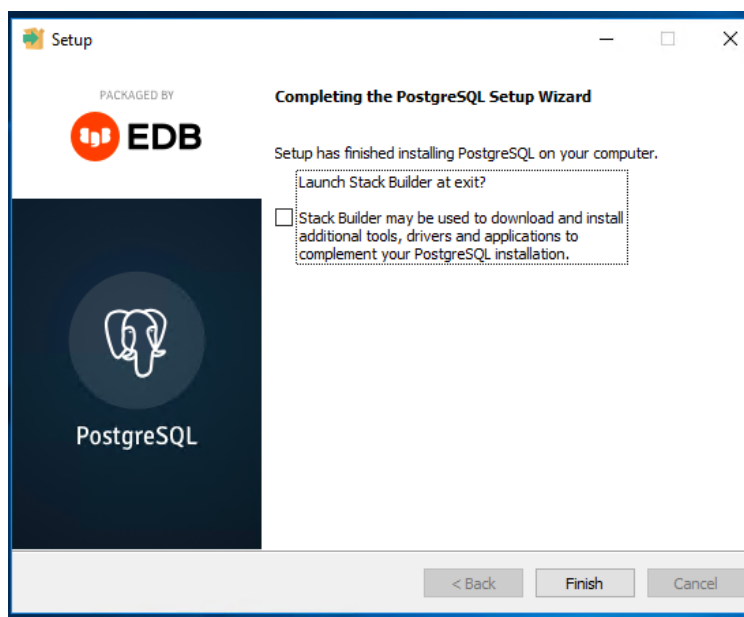 Setup
PACKAGED BY
EDB
Completing the PostgreSQL Setup Wizard
Setup has finished installing PostgreSQL on your computer.
Launch Stack Builder at exit?
Stack Builder may be used to download and install
additional tools, drivers and applications to
complement your PostgreSQL installation.
PostgreSQL
< Back
Finish
Cancel